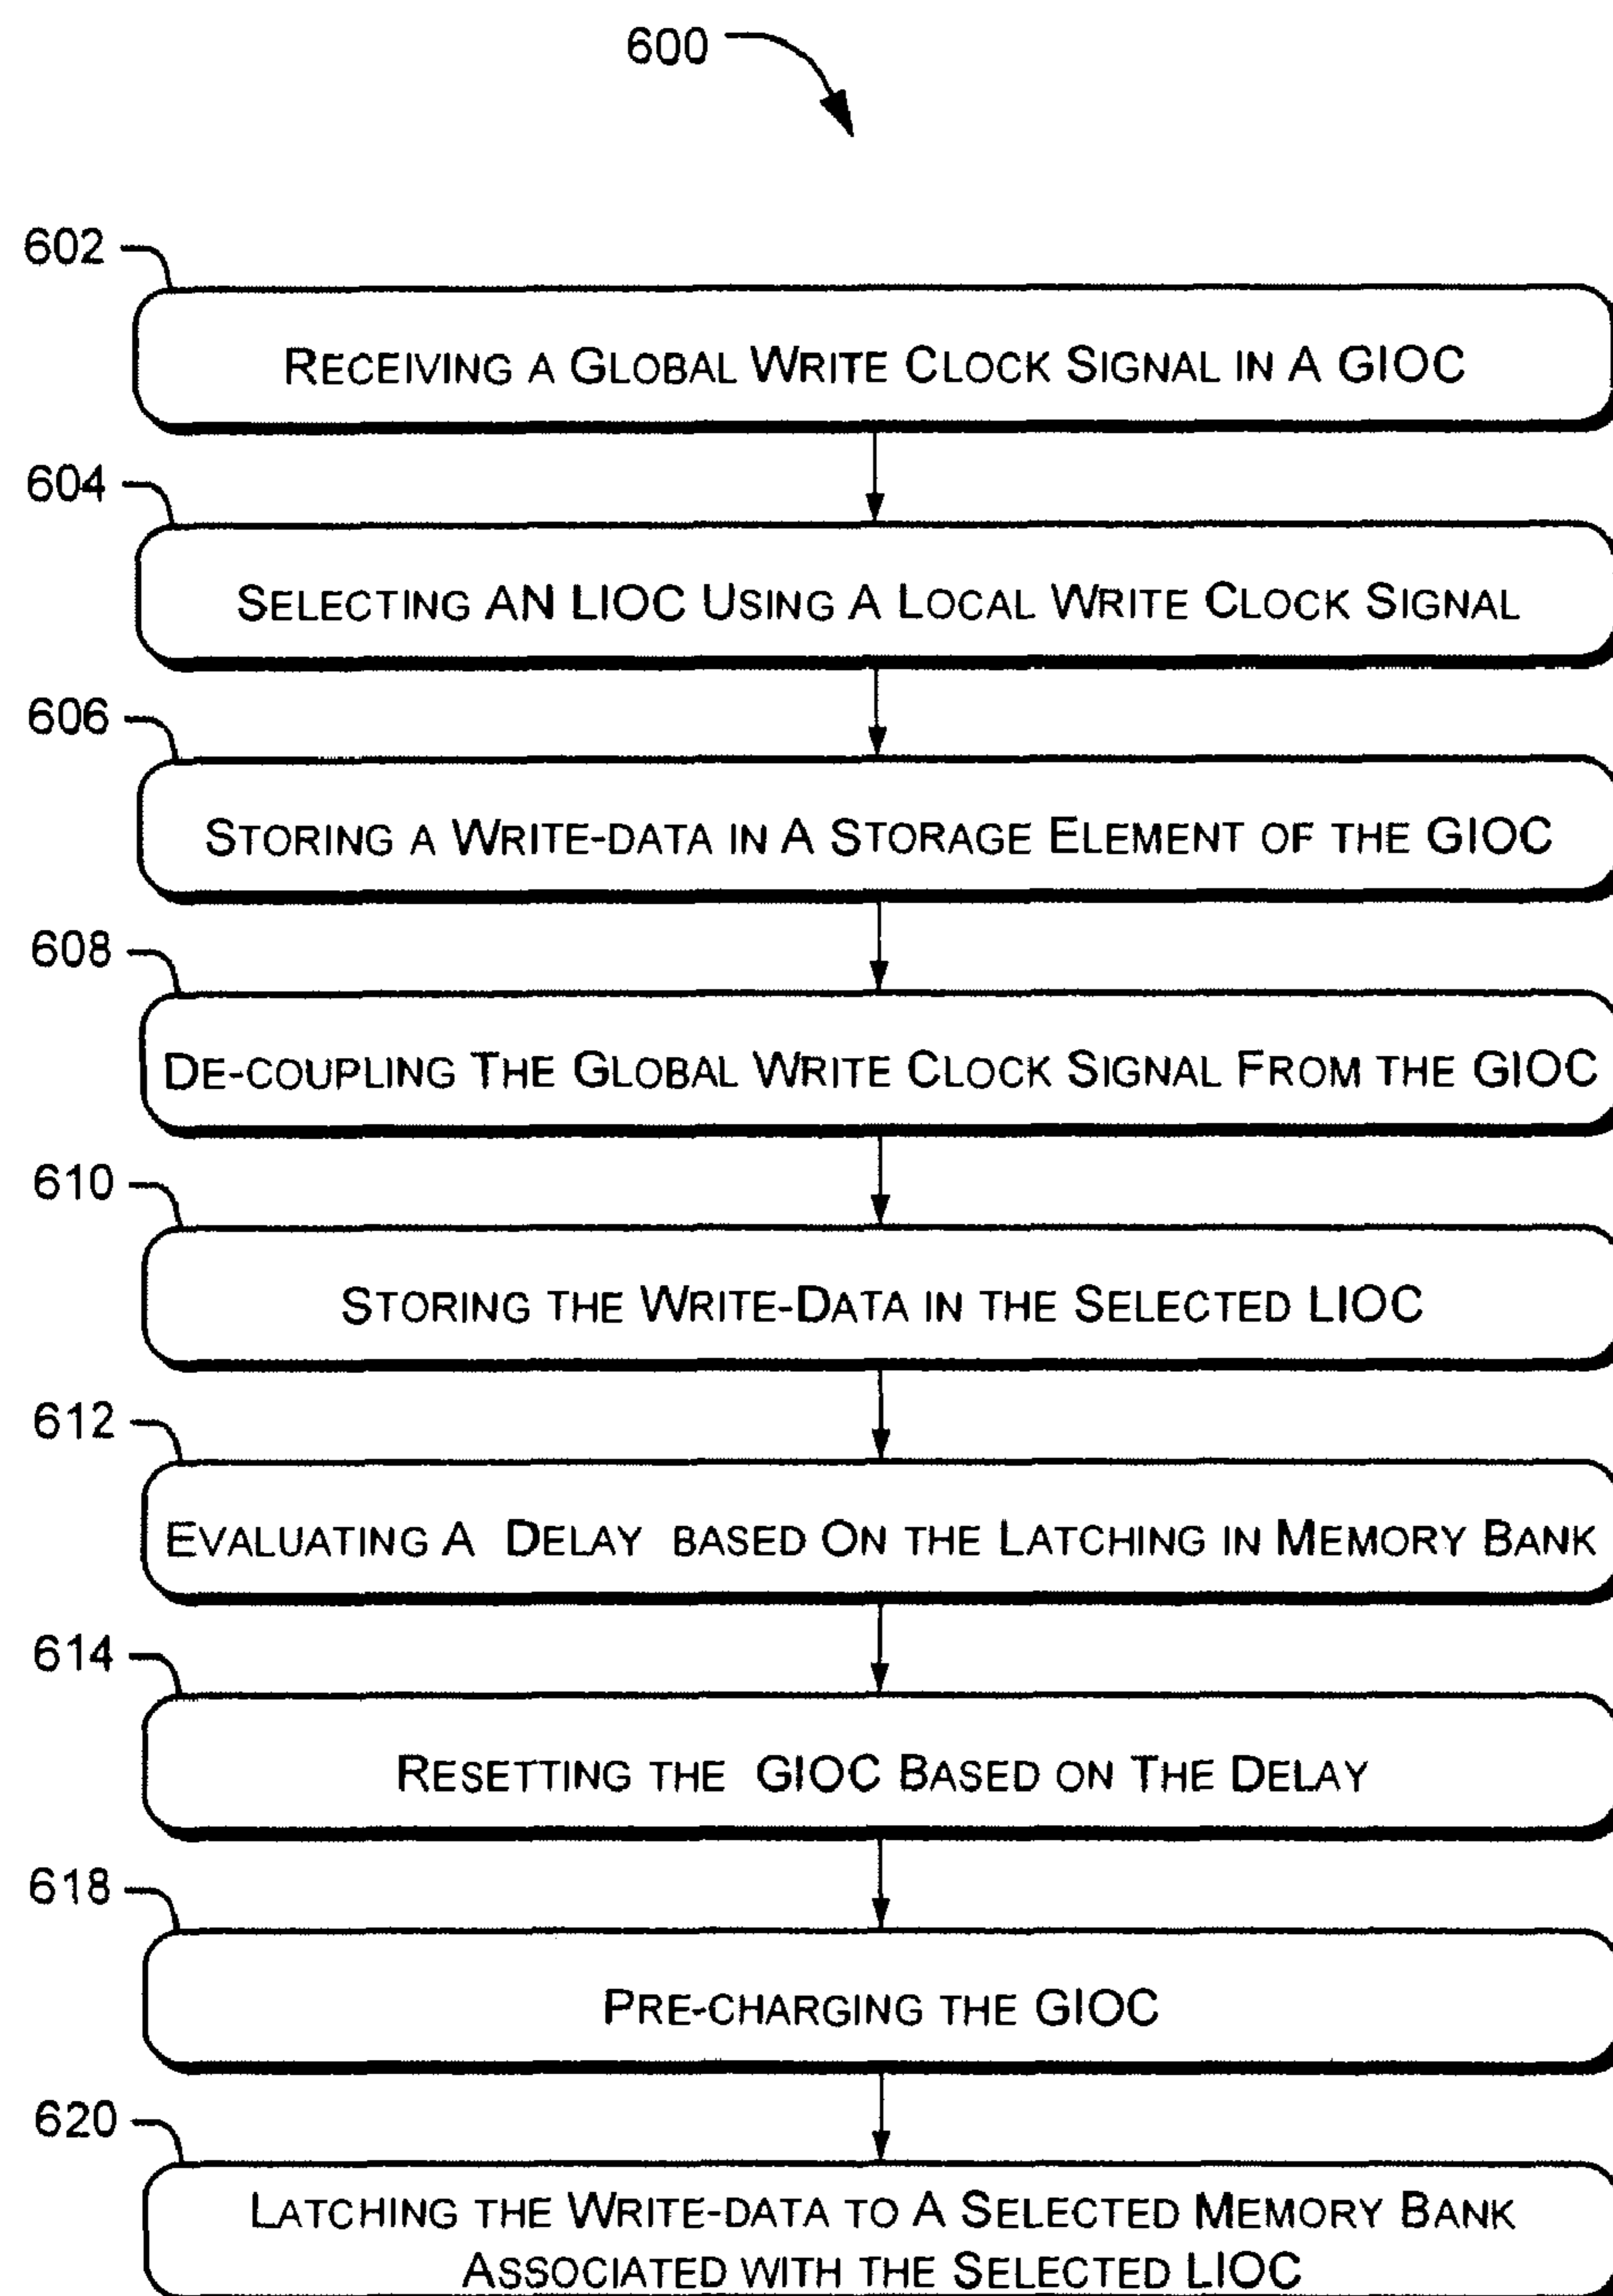 600
602
RECEIVING A GLOBAL WRITE CLOCK SIGNAL IN A GIOC
604
SELECTING AN LIOC USING A LOCAL WRITE CLOCK SIGNAL
606
STORING A WRITE-DATA IN A STORAGE ELEMENT OF THE GIOC
608
DE-COUPLING THE GLOBAL WRITE CLOCK SIGNAL FROM THE GIOC
610
STORING THE WRITE-DATA IN THE SELECTED LIOC
612
EVALUATING A DELAY BASED ON THE LATCHING IN MEMORY BANK
614
RESETTING THE GIOC BASED ON THE DELAY
618
PRE-CHARGING THE GIOC
620
LATCHING THE WRITE-DATA TO A SELECTED MEMORY BANK
ASSOCIATED WITH THE SELECTED LIOC